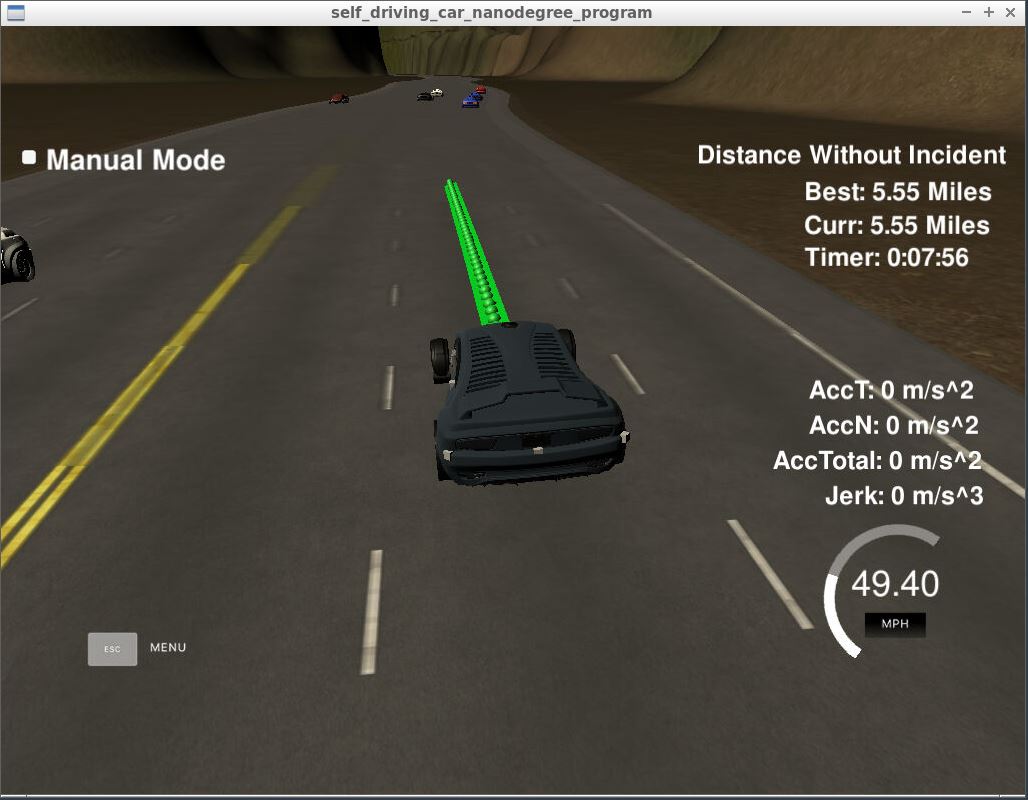 self_driving_car_nanodegree_program
Manual Mode
Distance Without Incident
Best: 5.55 Miles
Curr: 5.55 Miles
Timer: 0:07:56
AccT: 0 m/s^2
AccN: 0 m/s^2
AccTotal: 0 m/s^2
Jerk: 0 m/s^3
49.40
MPH
ESC MENU